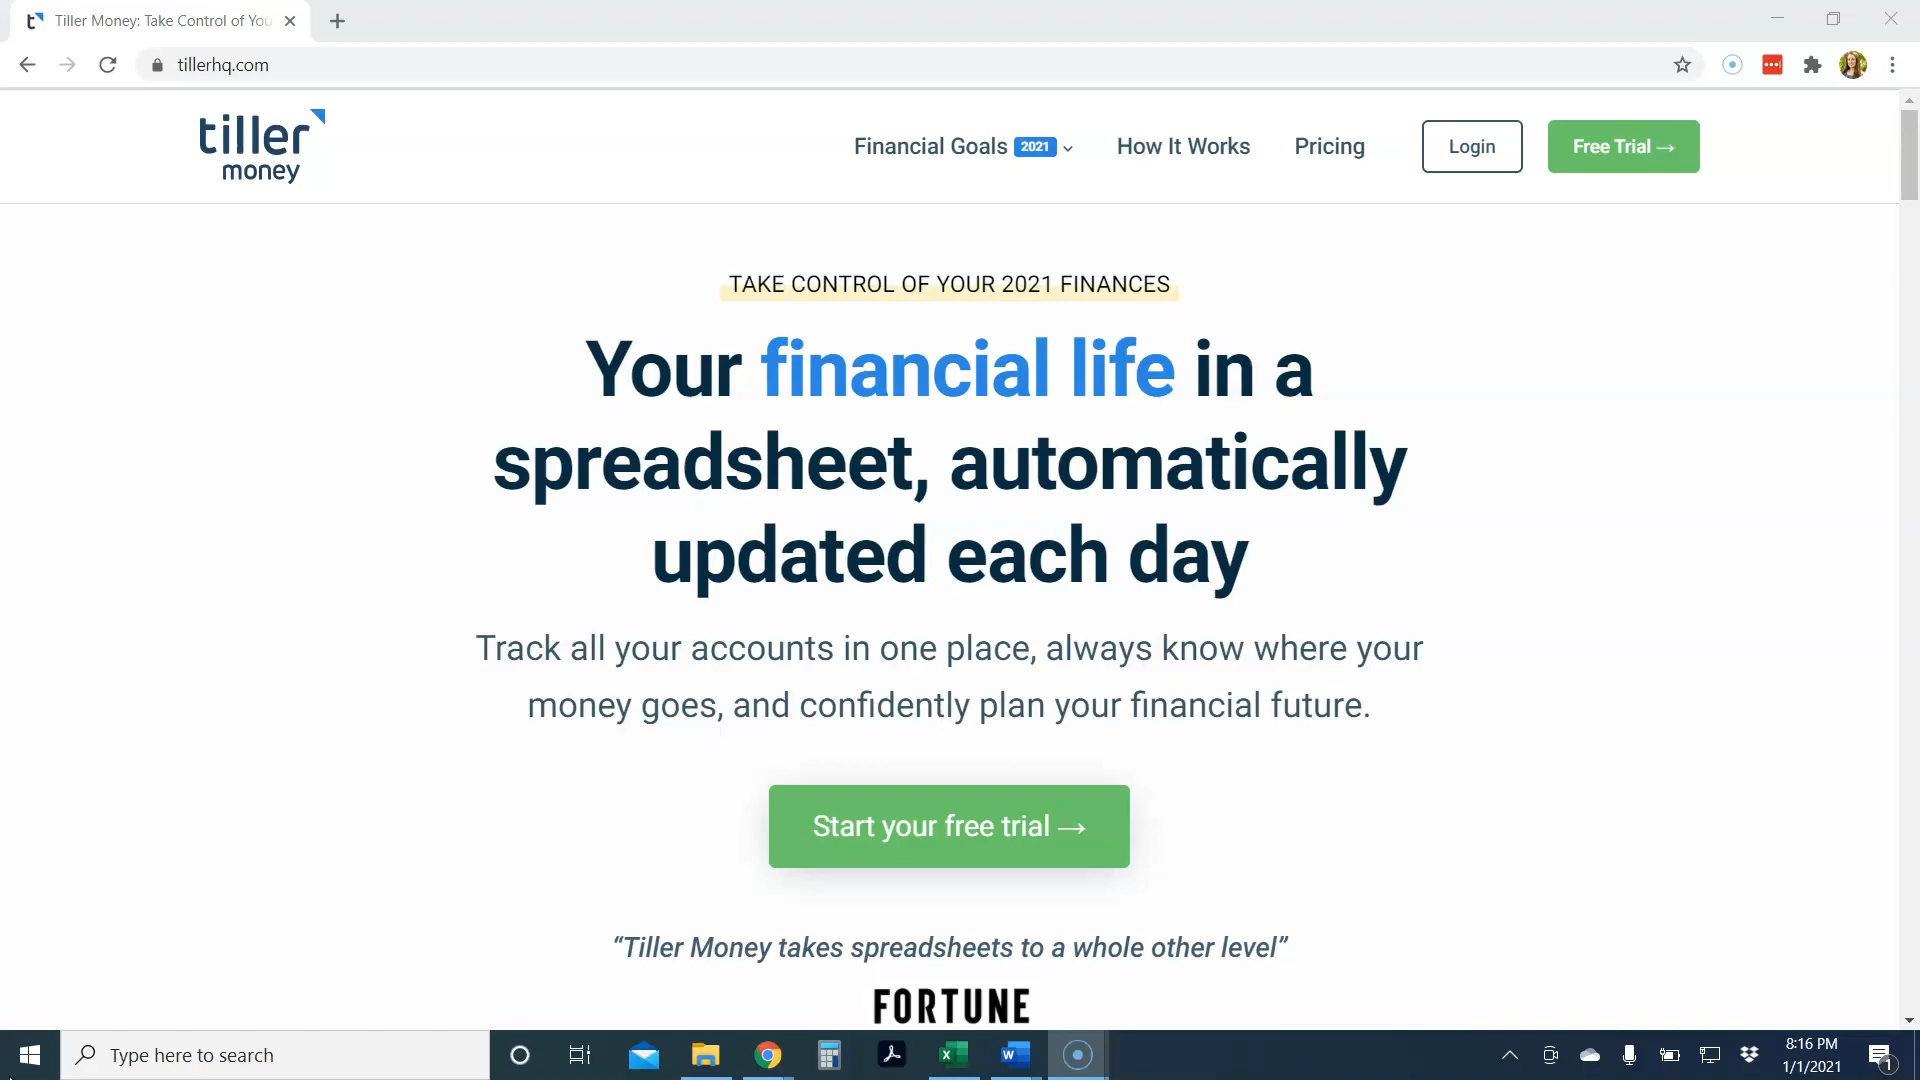 Tiller Money: Take Control of You
tillerhq.com
tiller
money
Financial Goals 2021
How It Works
Pricing
Login
Free Trial →
TAKE CONTROL OF YOUR 2021 FINANCES
Your financial life in a
spreadsheet, automatically
updated each day
Track all your accounts in one place, always know where your
money goes, and confidently plan your financial future.
Start your free trial →
“Tiller Money takes spreadsheets to a whole other level”
FORTUNE
Type here to search
8:16 PM
1/1/2021
1